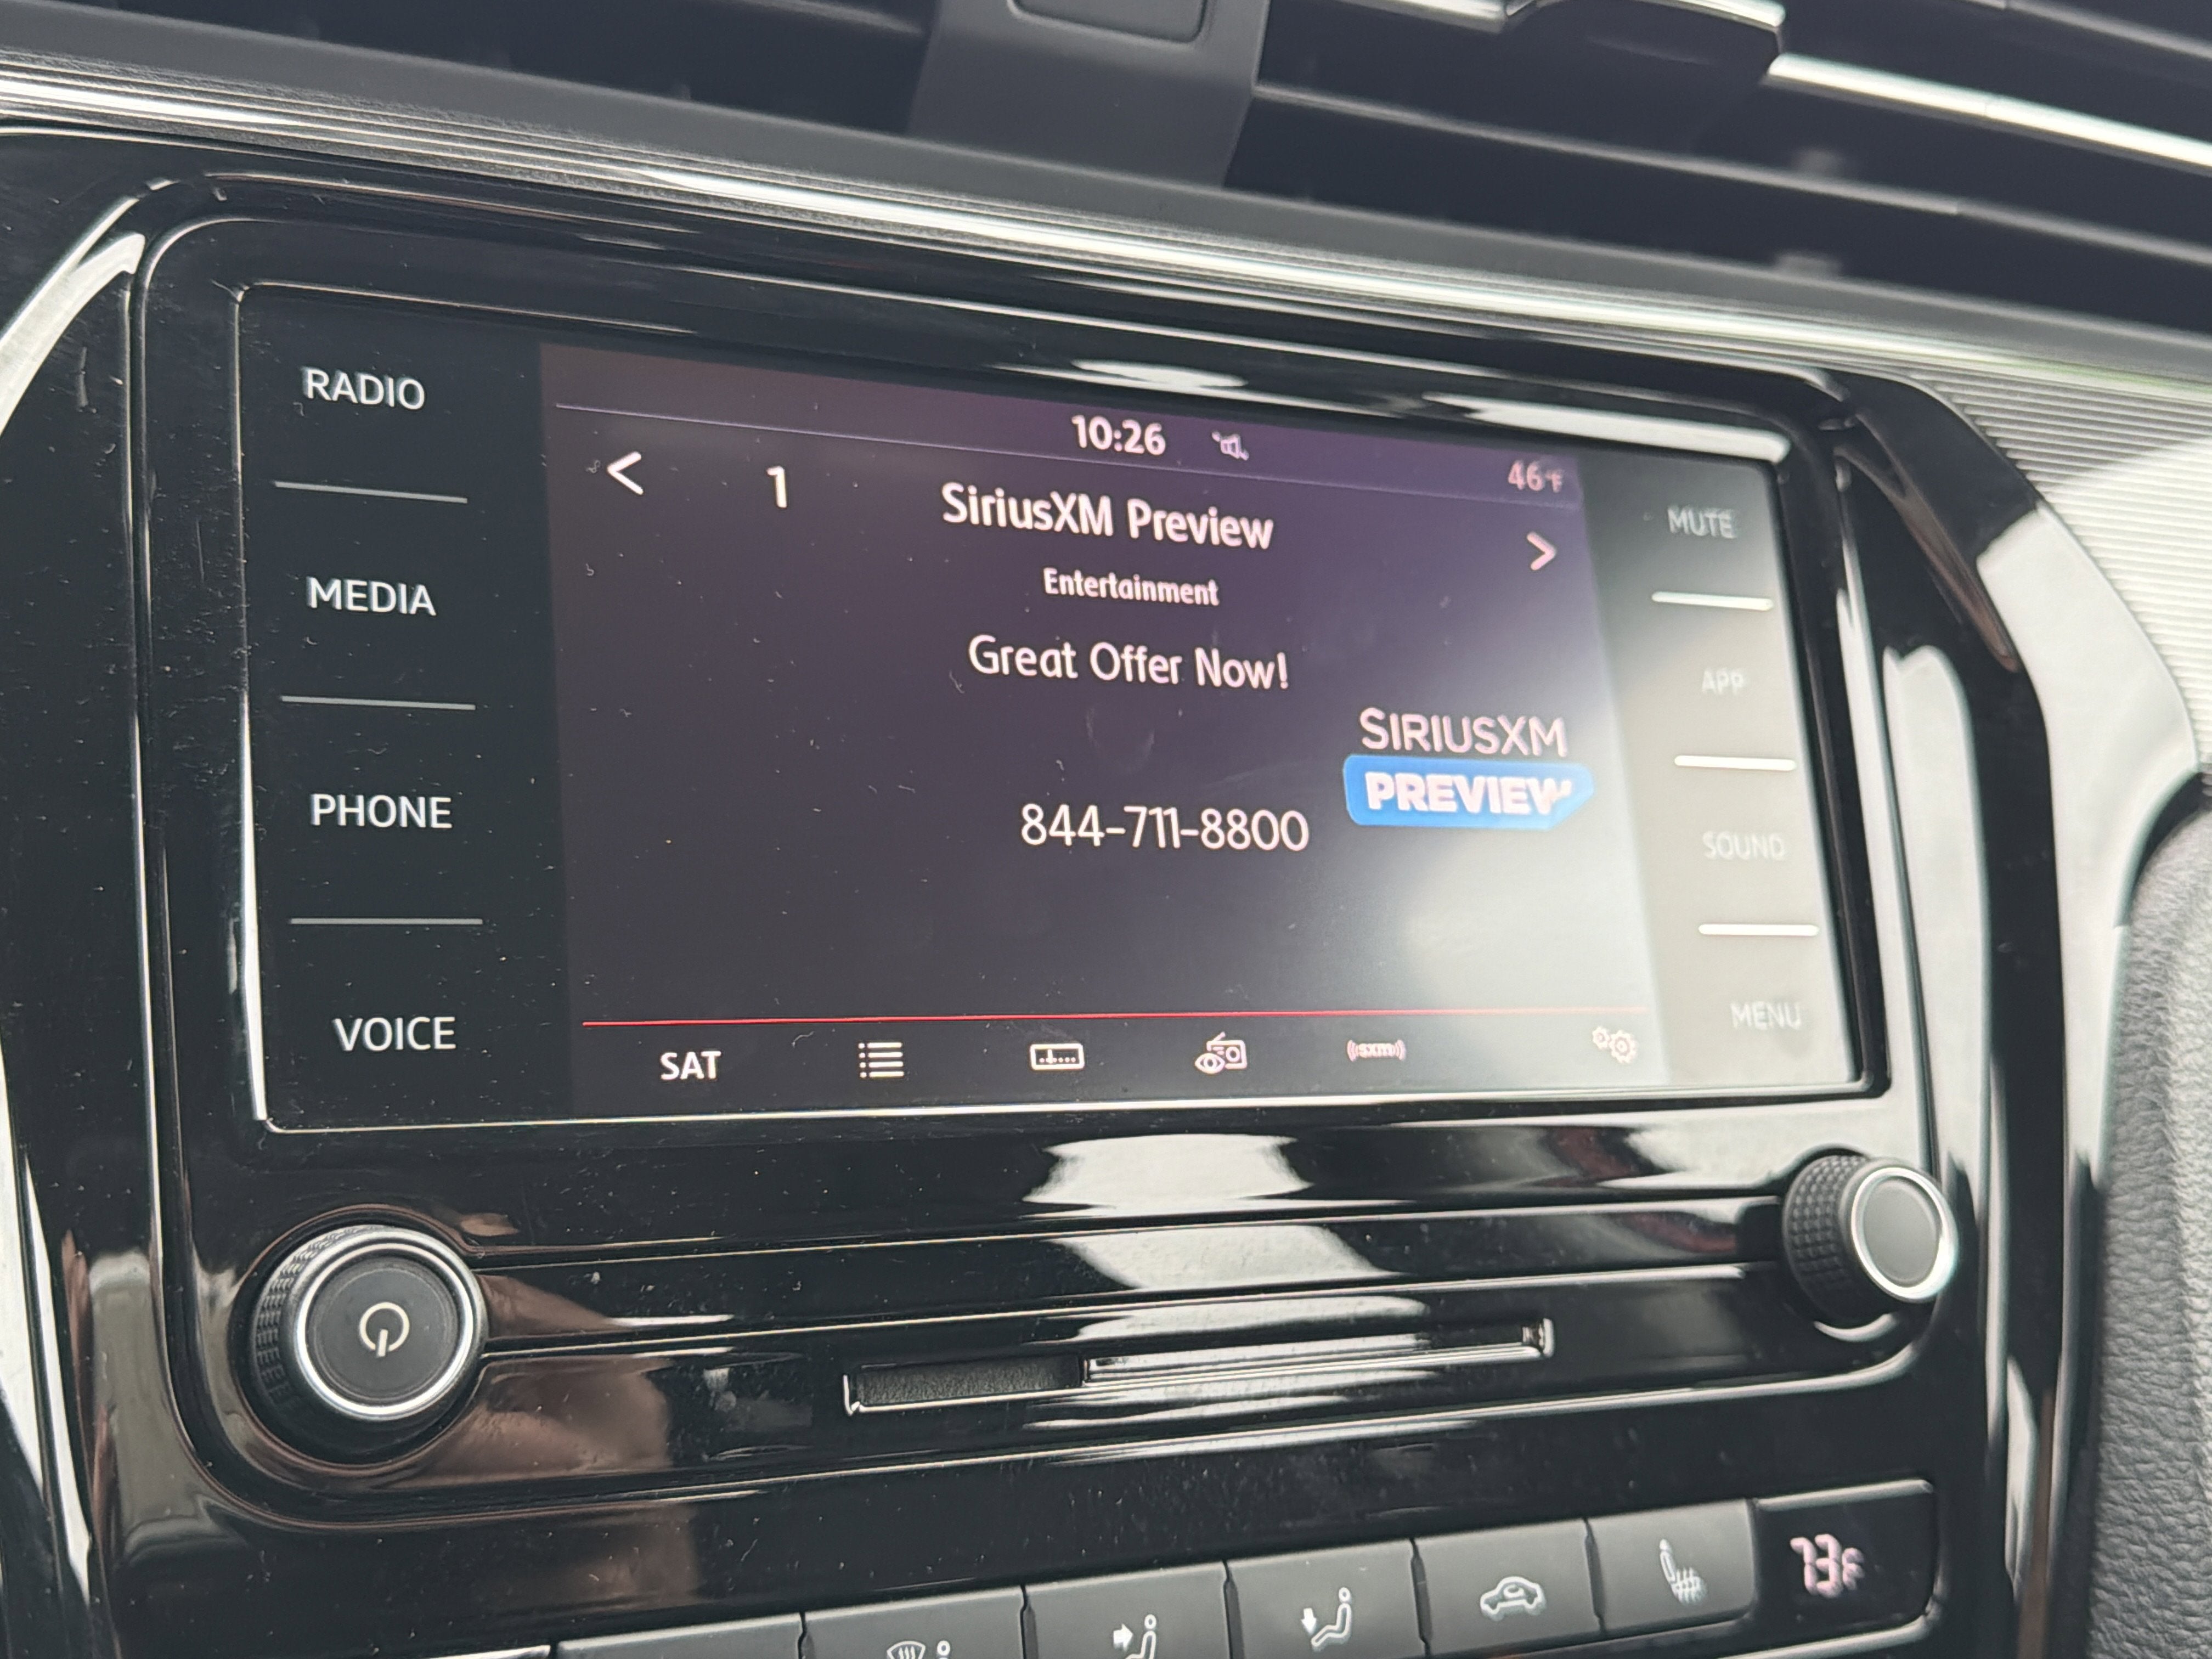 RADIO
MEDIA
PHONE
VOICE
10:26
46°F
1
SiriusXM Preview
Entertainment
Great Offer Now!
SIRIUSXM
PREVIEW
844-711-8800
SAT
((SXM))
MUTE
APP
SOUND
MENU
73F